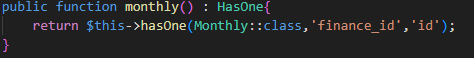 public function monthly() : HasOne{
    return $this->hasOne(Monthly::class,'finance_id','id');
}